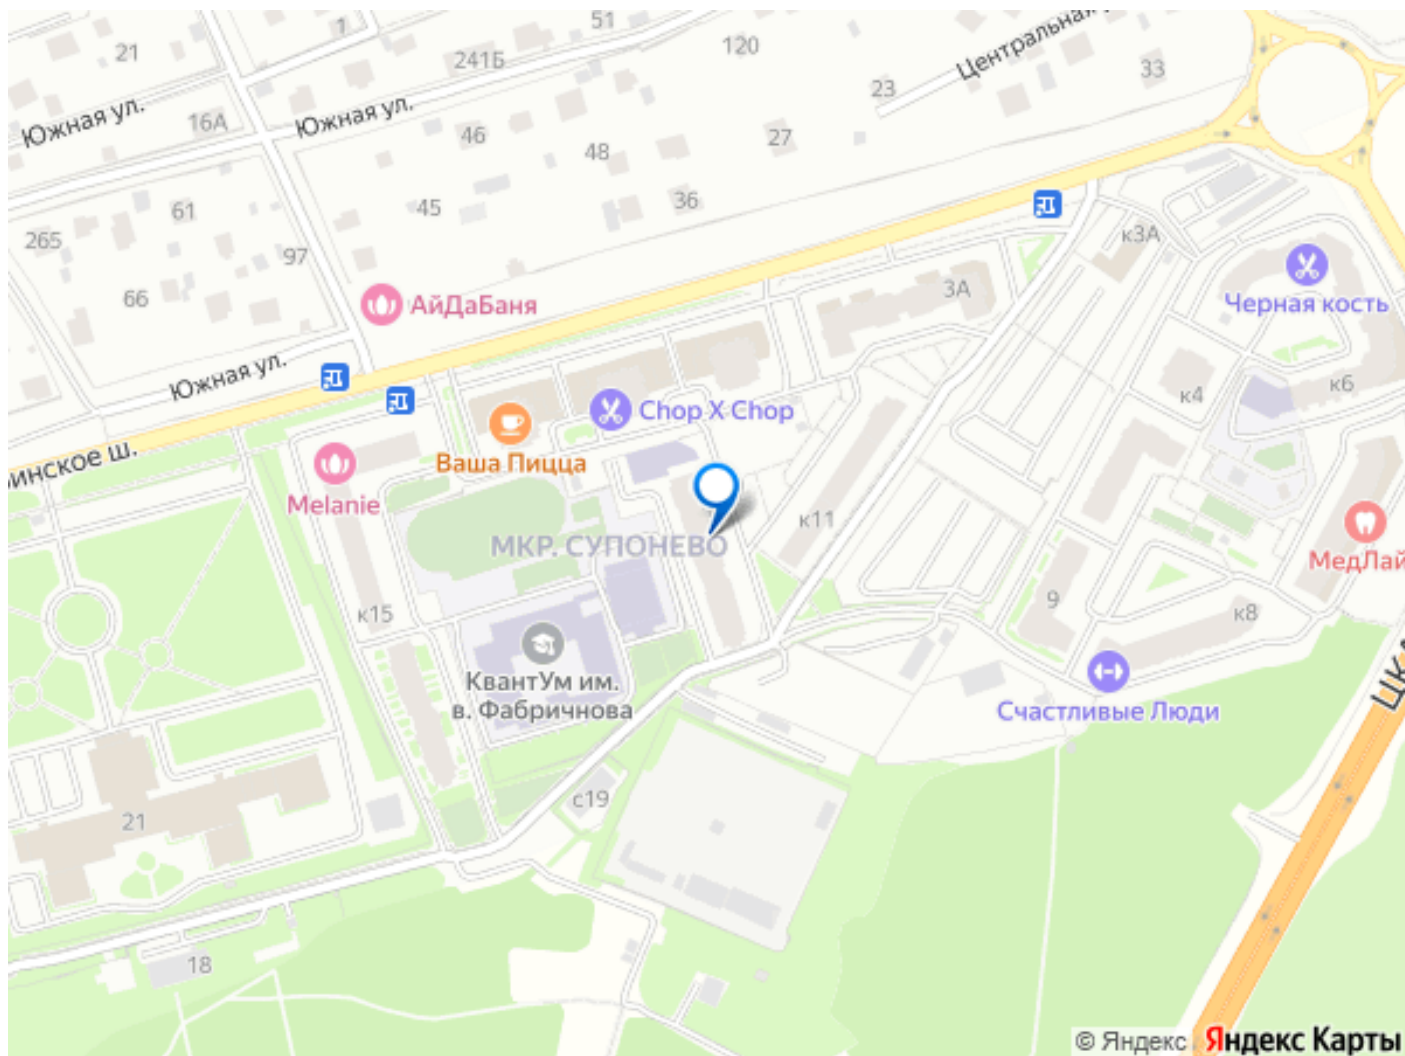 51
1
21
120
241Б
Центральная
33
23
Южная ул.
16А
Южная ул.
46
27
48
36
45
61
265
97
к3А
66
3А
АйДаБаня
Черная кость
Южная ул.
к6
к4
Chop X Chop
инское ш.
Ваша Пицца
Melanie
к11
МКР. СУПОНЕВО
МедЛай
9
к15
к8
КвантУм им.
в. Фабричнова
ЦК
Счастливые Люди
с19
21
18
© Яндекс Яндекс Карты